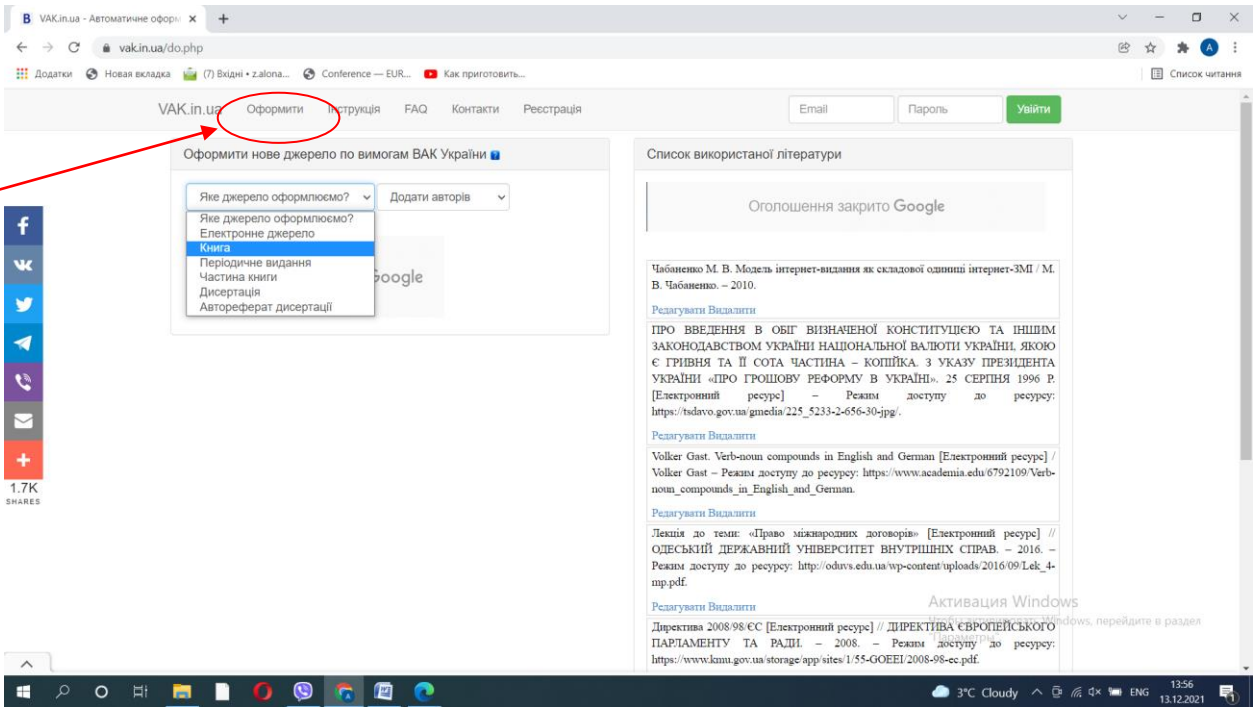 VAK.in.ua - Автоматичне оформ
vak.in.ua/do.php
A
Додатки Новая вкладка (7) Вхідні • z.alona... Conference — EUR... Как приготовить... Список читання
VAK.in.ua Оформити Інструкція FAQ Контакти Реєстрація Email Пароль Увійти
Оформити нове джерело по вимогам ВАК України
Яке джерело оформлюємо? Додати авторів
Яке джерело оформлюємо?
Електронне джерело
Книга
Періодичне видання
Частина книги
Дисертація
Автореферат дисертації
Google
1.7K
SHARES
Список використаної літератури
Оголошення закрито Google
Чабаненко М. В. Модель інтернет-видання як складової одиниці інтернет-ЗМІ / М.
В. Чабаненко. – 2010.
Редагувати Видалити
ПРО ВВЕДЕННЯ В ОБІГ ВИЗНАЧЕНОЇ КОНСТИТУЦІЄЮ ТА ІНШИМ
ЗАКОНОДАВСТВОМ УКРАЇНИ НАЦІОНАЛЬНОЇ ВАЛЮТИ УКРАЇНИ, ЯКОЮ
Є ГРИВНЯ ТА ЇЇ СОТА ЧАСТИНА – КОПІЙКА. З УКАЗУ ПРЕЗИДЕНТА
УКРАЇНИ «ПРО ГРОШОВУ РЕФОРМУ В УКРАЇНІ». 25 СЕРПНЯ 1996 Р.
[Електронний ресурс] – Режим доступу до ресурсу:
https://tsdavo.gov.ua/gmedia/225_5233-2-656-30-jpg/.
Редагувати Видалити
Volker Gast. Verb-noun compounds in English and German [Електронний ресурс] /
Volker Gast – Режим доступу до ресурсу: https://www.academia.edu/6792109/Verb-
noun_compounds_in_English_and_German.
Редагувати Видалити
Лекція до теми: «Право міжнародних договорів» [Електронний ресурс] //
ОДЕСЬКИЙ ДЕРЖАВНИЙ УНІВЕРСИТЕТ ВНУТРІШНІХ СПРАВ. – 2016. –
Режим доступу до ресурсу: http://oduvs.edu.ua/wp-content/uploads/2016/09/Lek_4-
mp.pdf.
Редагувати Видалити
Директива 2008/98/ЄС [Електронний ресурс] // ДИРЕКТИВА ЄВРОПЕЙСЬКОГО
ПАРЛАМЕНТУ ТА РАДИ. – 2008. – Режим доступу до ресурсу:
https://www.kmu.gov.ua/storage/app/sites/1/55-GOEEI/2008-98-ec.pdf.
Активация Windows
Windows, перейдите в раздел
"Параметры".
3°C Cloudy ENG 13:56
13.12.2021